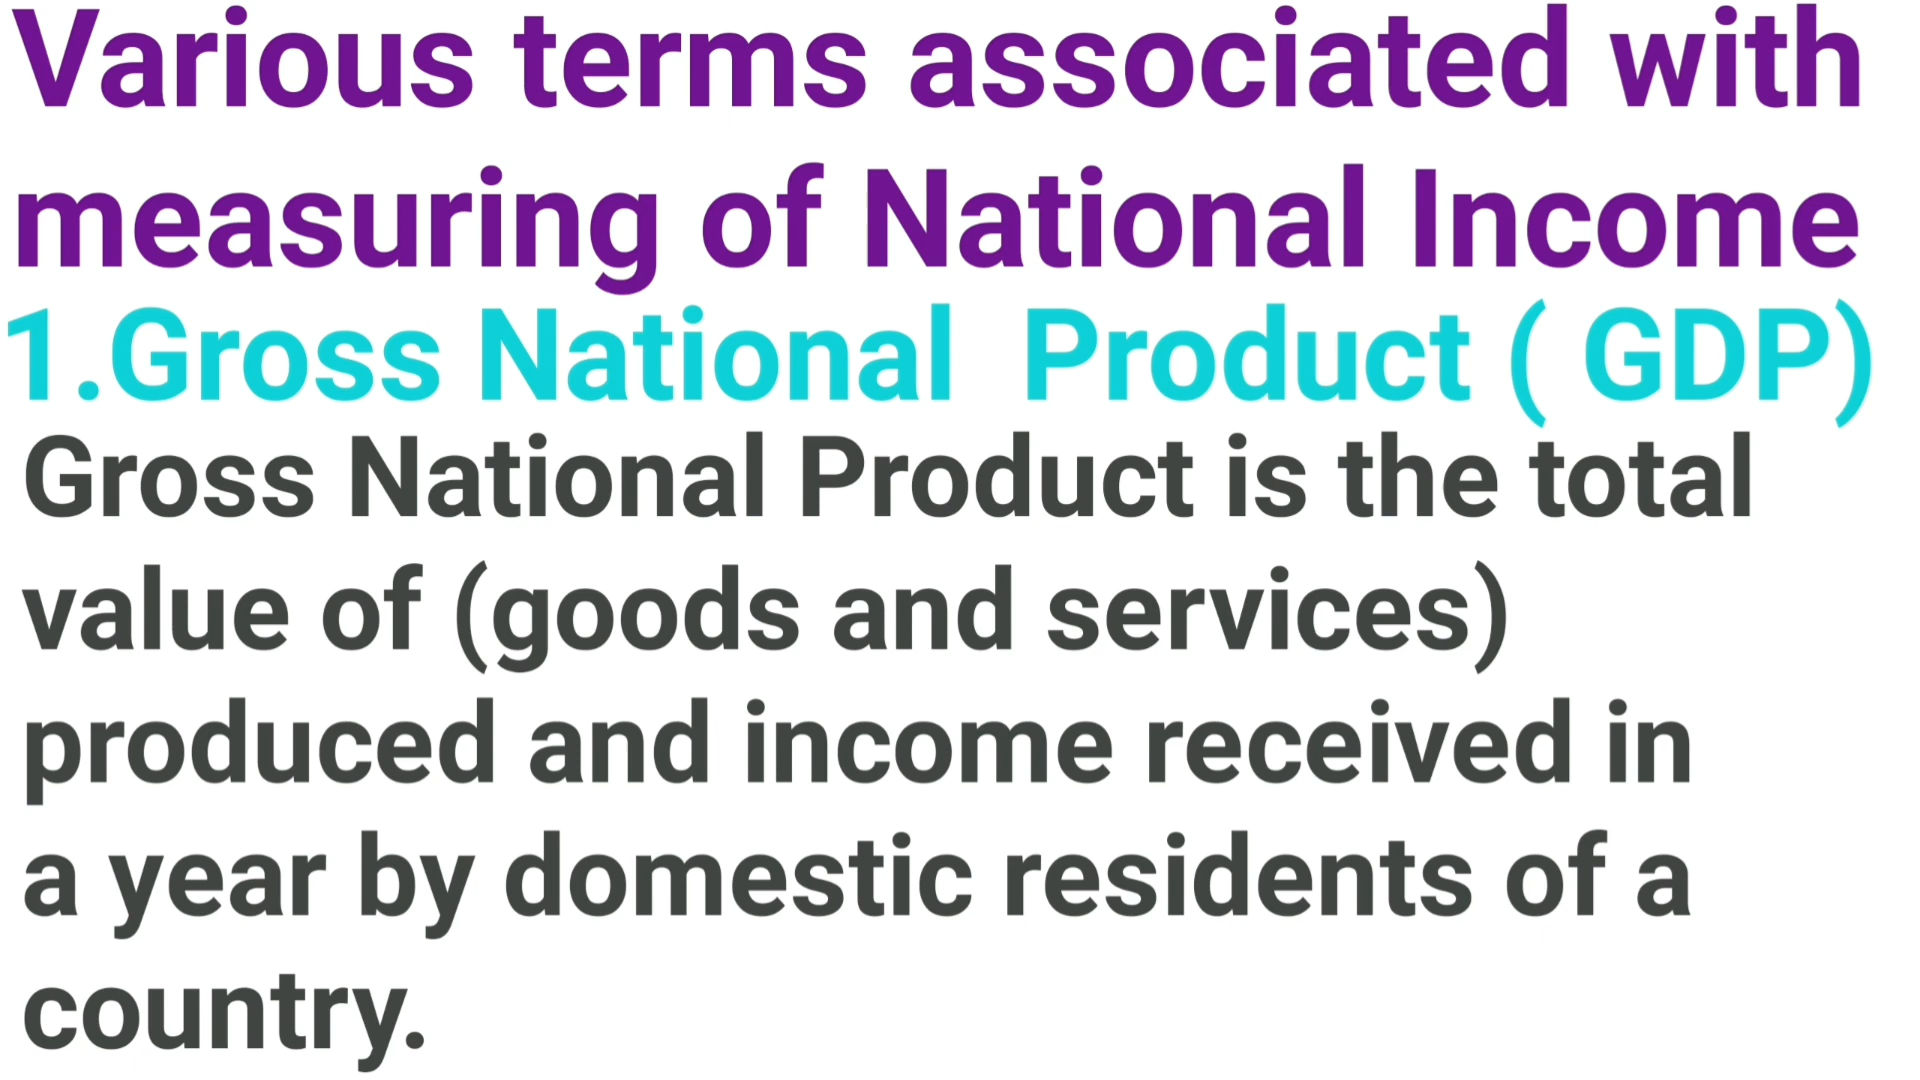 Various terms associated with
measuring of National Income
1.Gross National Product ( GDP)
Gross National Product is the total
value of (goods and services)
produced and income received in
a year by domestic residents of a
country.